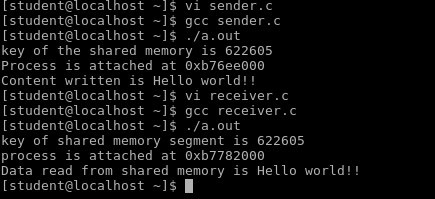 [student@localhost ~]$ vi sender.c
[student@localhost ~]$ gcc sender.c
[student@localhost ~]$ ./a.out
key of the shared memory is 622605
Process is attached at 0xb76ee000
Content written is Hello world!!
[student@localhost ~]$ vi receiver.c
[student@localhost ~]$ gcc receiver.c
[student@localhost ~]$ ./a.out
key of shared memory segment is 622605
process is attached at 0xb7782000
Data read from shared memory is Hello world!!
[student@localhost ~]$